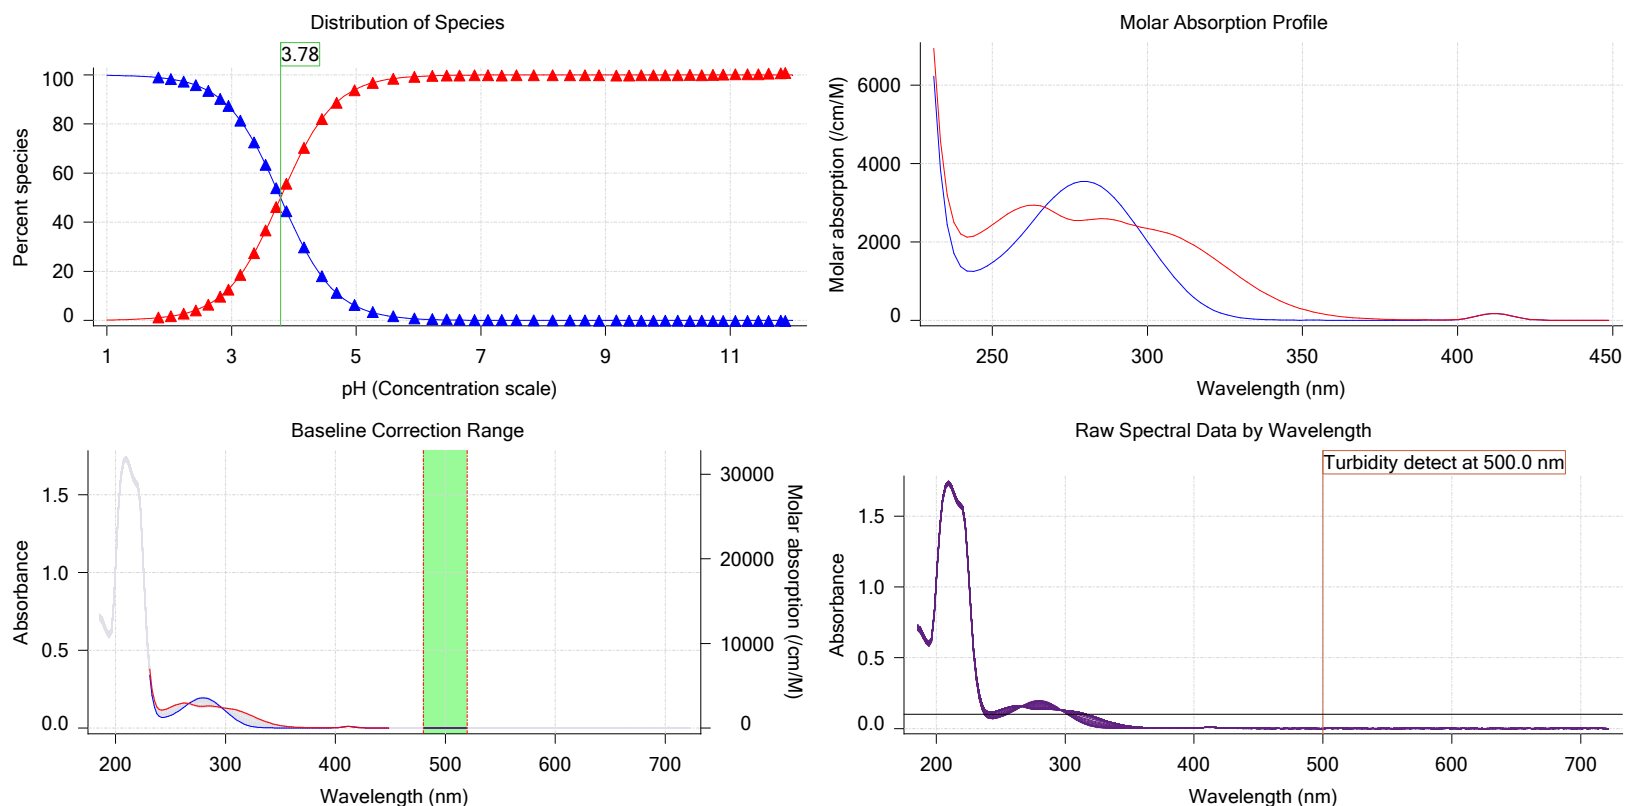 Distribution of Species
3.78
100
80
60
40
20
0
Percent species
1 3 5 7 9 11
pH (Concentration scale)
Molar Absorption Profile
6000
4000
2000
0
Molar absorption (/cm/M)
250 300 350 400 450
Wavelength (nm)
Baseline Correction Range
1.5
1.0
0.5
0.0
Absorbance
30000
20000
10000
0
Molar absorption (/cm/M)
200 300 400 500 600 700
Wavelength (nm)
Raw Spectral Data by Wavelength
Turbidity detect at 500.0 nm
1.5
1.0
0.5
0.0
Absorbance
200 300 400 500 600 700
Wavelength (nm)